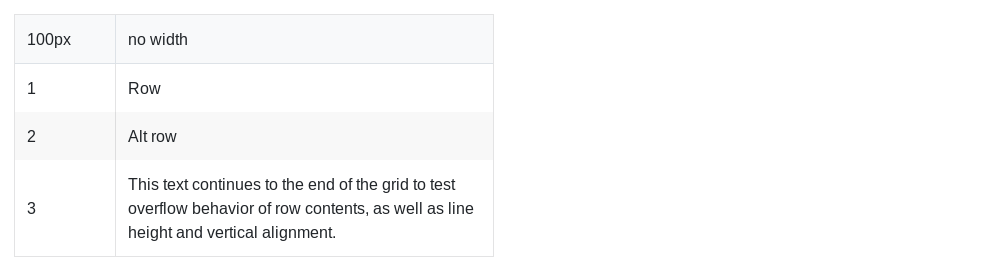 100px no width
1 Row
2 Alt row
This text continues to the end of the grid to test
3 overflow behavior of row contents, as well as line
height and vertical alignment.